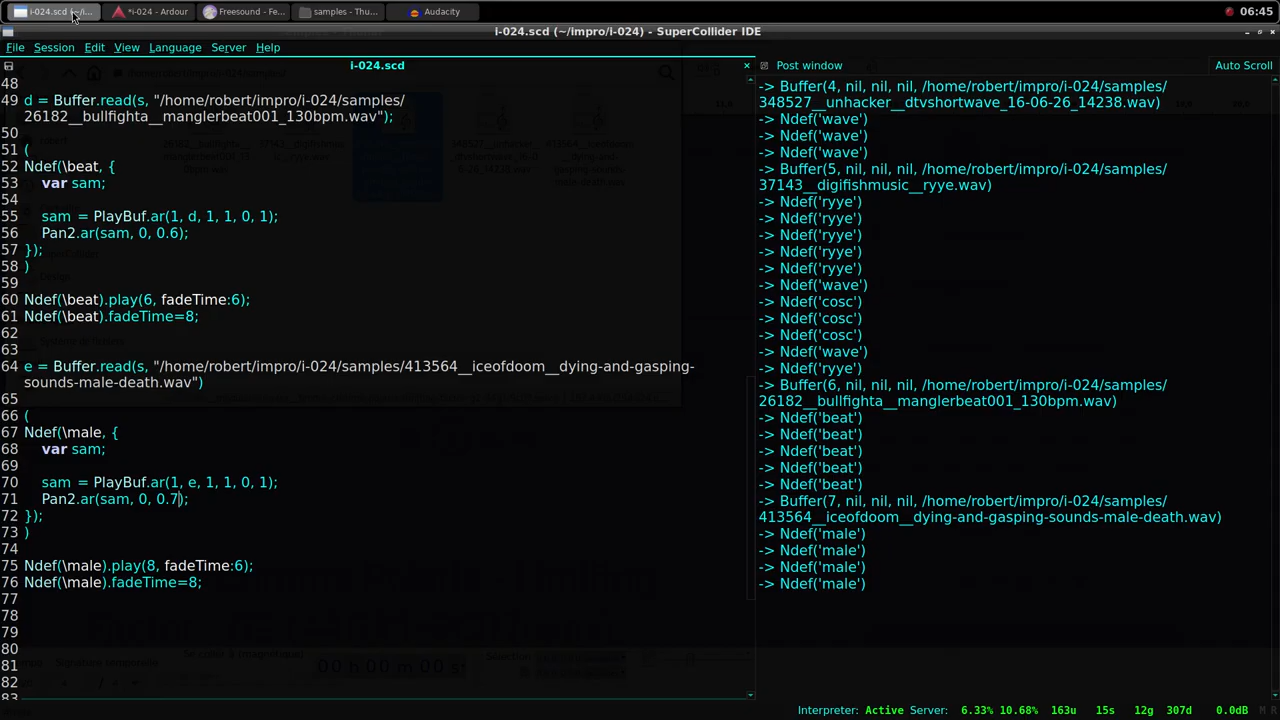 i-024.scd (~/i...
*i-024 - Ardour
Freesound - Fe...
samples - Thu...
Audacity
06:45
i-024.scd (~/impro/i-024) - SuperCollider IDE
File Session Edit View Language Server Help
i-024.scd
48
49 d = Buffer.read(s, "/home/robert/impro/i-024/samples/
26182__bullfighta__manglerbeat001_130bpm.wav");
50
51 (
52 Ndef(\beat, {
53 var sam;
54
55 sam = PlayBuf.ar(1, d, 1, 1, 0, 1);
56 Pan2.ar(sam, 0, 0.6);
57 });
58 )
59
60 Ndef(\beat).play(6, fadeTime:6);
61 Ndef(\beat).fadeTime=8;
62
63
64 e = Buffer.read(s, "/home/robert/impro/i-024/samples/413564__iceofdoom__dying-and-gasping-
sounds-male-death.wav")
65
66 (
67 Ndef(\male, {
68 var sam;
69
70 sam = PlayBuf.ar(1, e, 1, 1, 0, 1);
71 Pan2.ar(sam, 0, 0.7);
72 });
73 )
74
75 Ndef(\male).play(8, fadeTime:6);
76 Ndef(\male).fadeTime=8;
77
78
79
80
81
82
83
Post window
Auto Scroll
-> Buffer(4, nil, nil, nil, /home/robert/impro/i-024/samples/
348527__unhacker__dtvshortwave_16-06-26_14238.wav)
-> Ndef('wave')
-> Ndef('wave')
-> Ndef('wave')
-> Buffer(5, nil, nil, nil, /home/robert/impro/i-024/samples/
37143__digifishmusic__ryye.wav)
-> Ndef('ryye')
-> Ndef('ryye')
-> Ndef('ryye')
-> Ndef('ryye')
-> Ndef('ryye')
-> Ndef('wave')
-> Ndef('cosc')
-> Ndef('cosc')
-> Ndef('cosc')
-> Ndef('wave')
-> Ndef('ryye')
-> Buffer(6, nil, nil, nil, /home/robert/impro/i-024/samples/
26182__bullfighta__manglerbeat001_130bpm.wav)
-> Ndef('beat')
-> Ndef('beat')
-> Ndef('beat')
-> Ndef('beat')
-> Ndef('beat')
-> Buffer(7, nil, nil, nil, /home/robert/impro/i-024/samples/
413564__iceofdoom__dying-and-gasping-sounds-male-death.wav)
-> Ndef('male')
-> Ndef('male')
-> Ndef('male')
-> Ndef('male')
Interpreter: Active Server: 6.33% 10.68% 163u 15s 12g 307d 0.0dB M R